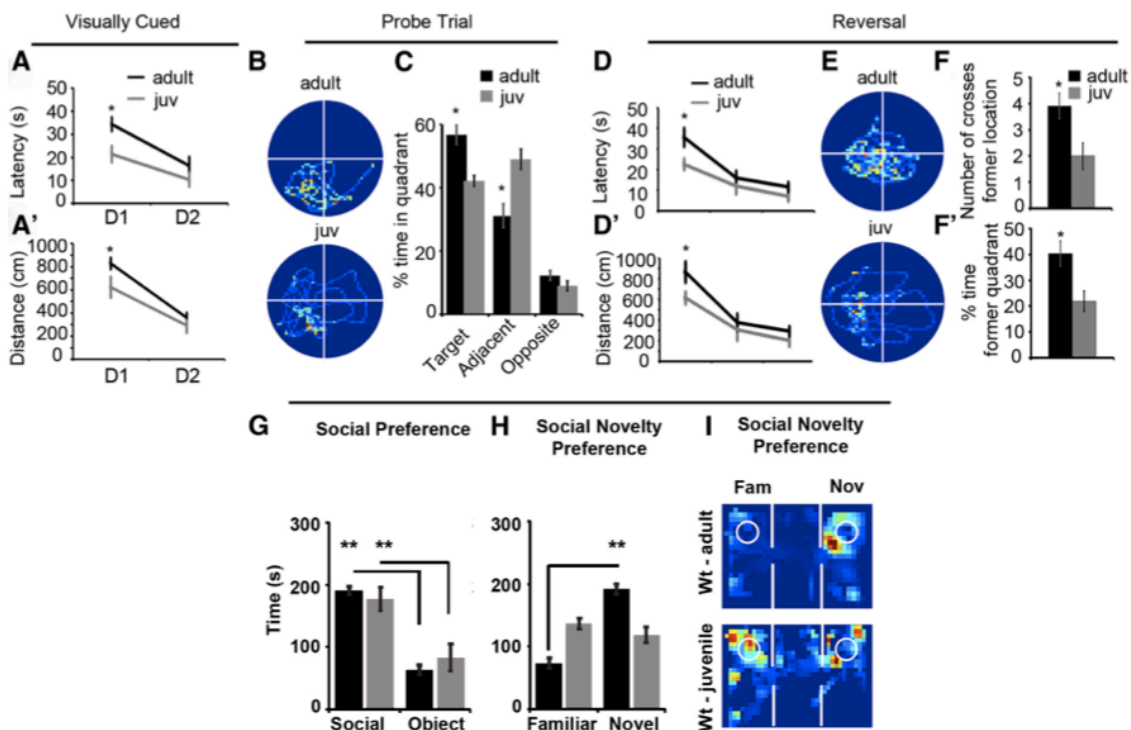 Visually Cued
Probe Trial
Reversal
A
adult
juv
*
Latency (s)
50
40
30
20
10
0
D1
D2
A'
*
Distance (cm)
1000
800
600
400
200
0
D1
D2
B
adult
juv
C
adult
juv
*
*
% time in quadrant
60
40
20
0
Target
Adjacent
Opposite
D
adult
juv
*
Latency (s)
50
40
30
20
10
0
D'
*
Distance (cm)
1000
800
600
400
200
0
E
adult
juv
F
adult
juv
*
Number of crosses
former location
5
4
3
2
1
0
F'
*
% time
former quadrant
50
40
30
20
10
0
G
Social Preference
** **
Time (s)
300
200
100
0
Social
Object
H
Social Novelty
Preference
**
300
200
100
0
Familiar
Novel
I
Social Novelty
Preference
Fam
Nov
Wt - adult
Wt - juvenile